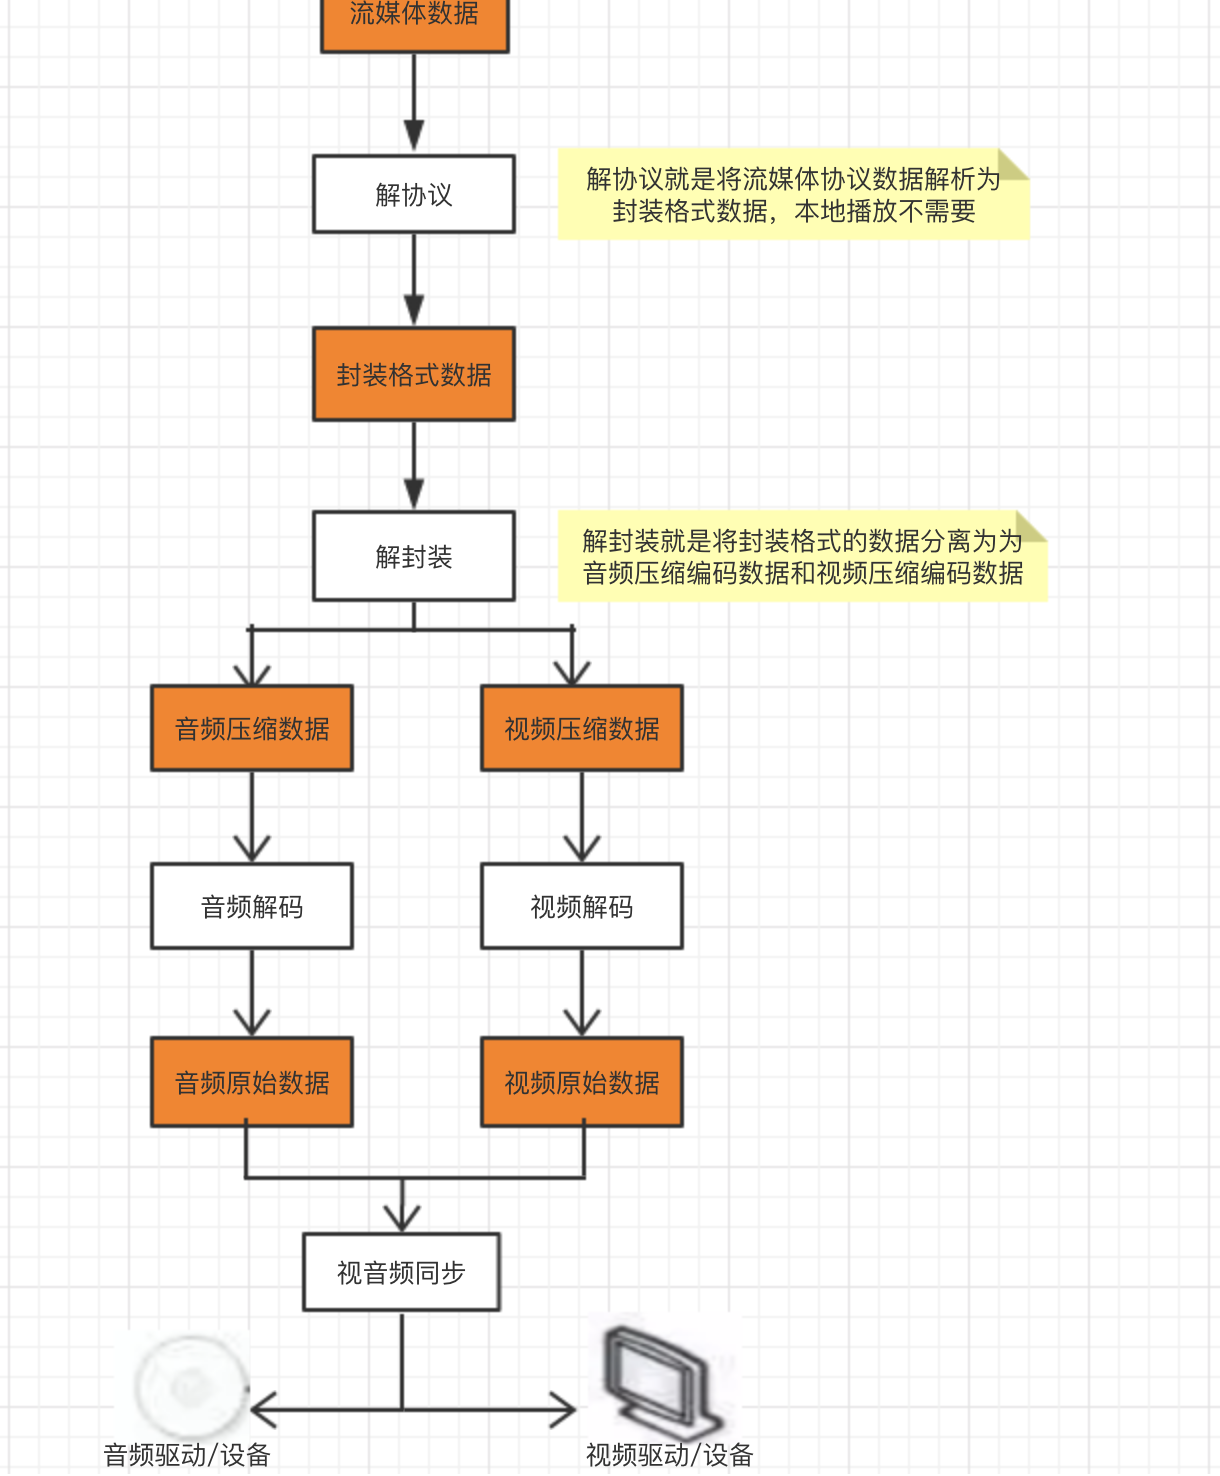 流媒体数据
解协议
解协议就是将流媒体协议数据解析为
封装格式数据，本地播放不需要
封装格式数据
解封装
解封装就是将封装格式的数据分离为为
音频压缩编码数据和视频压缩编码数据
音频压缩数据
视频压缩数据
音频解码
视频解码
音频原始数据
视频原始数据
视音频同步
音频驱动/设备
视频驱动/设备